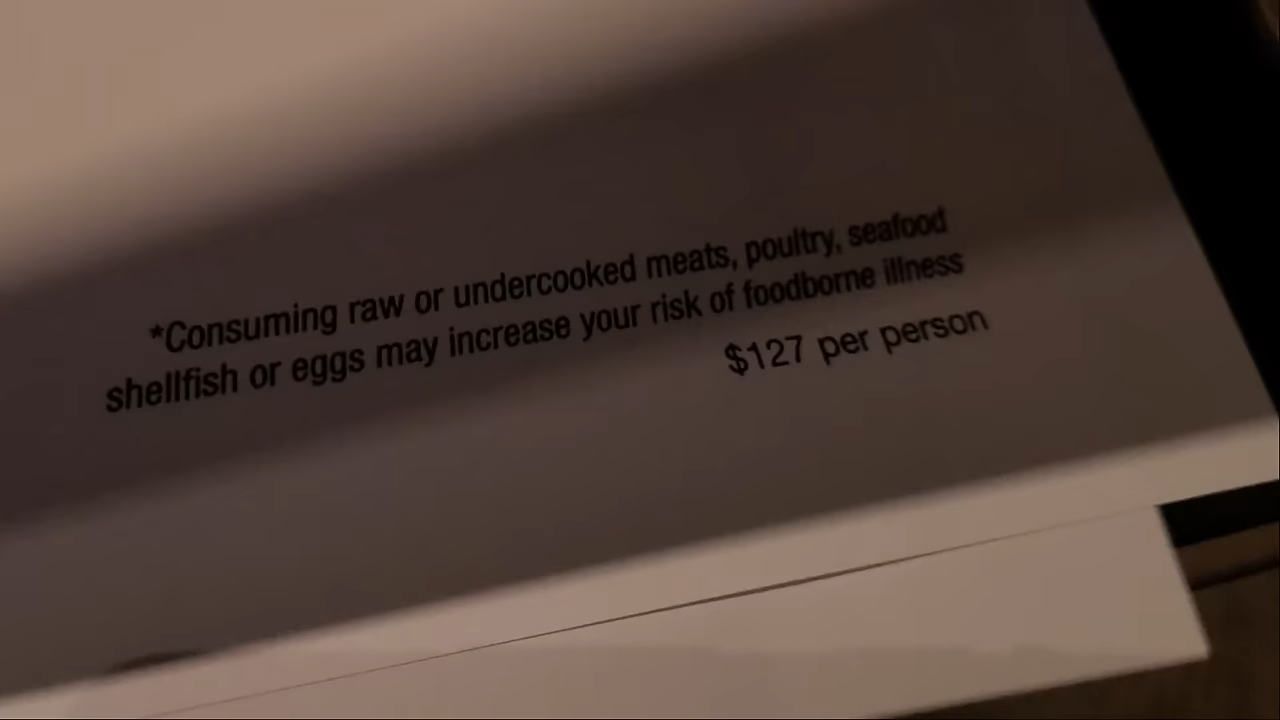 *Consuming raw or undercooked meats, poultry, seafood
shellfish or eggs may increase your risk of foodborne illness
$127 per person